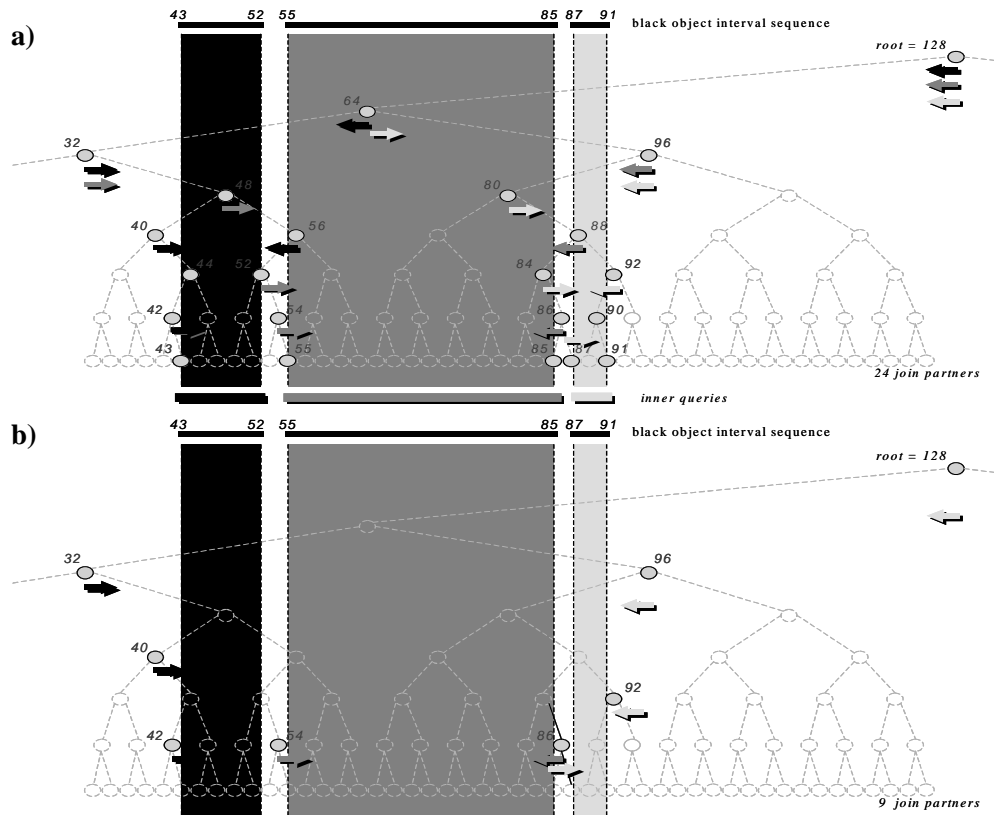 43 52 55 85 87 91 black object interval sequence
a)
root = 128
64
32 96
48 80
40 56 88
44 52 84 92
42 54 86 90
43 55 85 87 91
24 join partners
inner queries
b)
43 52 55 85 87 91 black object interval sequence
root = 128
32 96
40
92
42 54 86
9 join partners